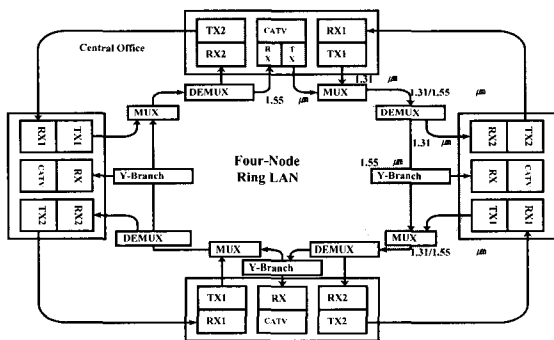 Central Office
TX2
RX2
CATV
RX
TX
RX1
TX1
1.31 μm
1.31/1.55 μm
DEMUX
1.55 μm
MUX
MUX
DEMUX
1.31 μm
RX1
TX1
CATV
RX
TX2
RX2
Y-Branch
Four-Node
Ring LAN
1.55 μm
Y-Branch
RX2
TX2
RX
CATV
TX1
RX1
DEMUX
MUX
DEMUX
MUX
1.31/1.55 μm
Y-Branch
TX1
RX1
RX
CATV
RX2
TX2